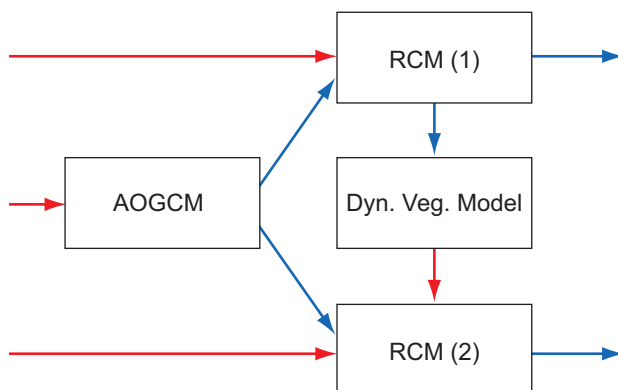 RCM (1)
AOGCM
Dyn. Veg. Model
RCM (2)